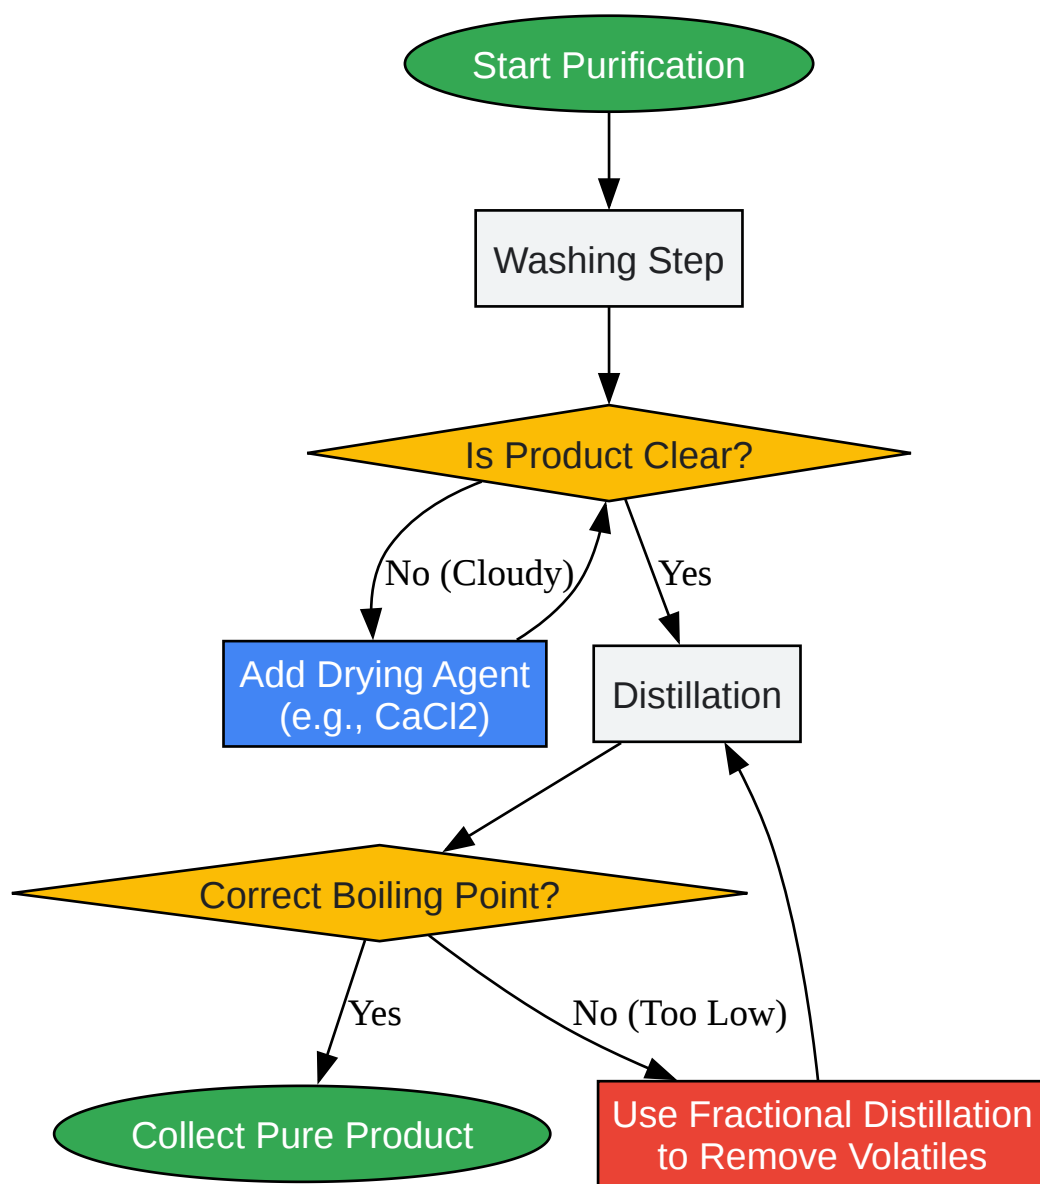 Start Purification
Washing Step
Is Product Clear?
No (Cloudy)
Yes
Add Drying Agent
(e.g., CaCl2)
Distillation
Correct Boiling Point?
Yes
No (Too Low)
Collect Pure Product
Use Fractional Distillation
to Remove Volatiles